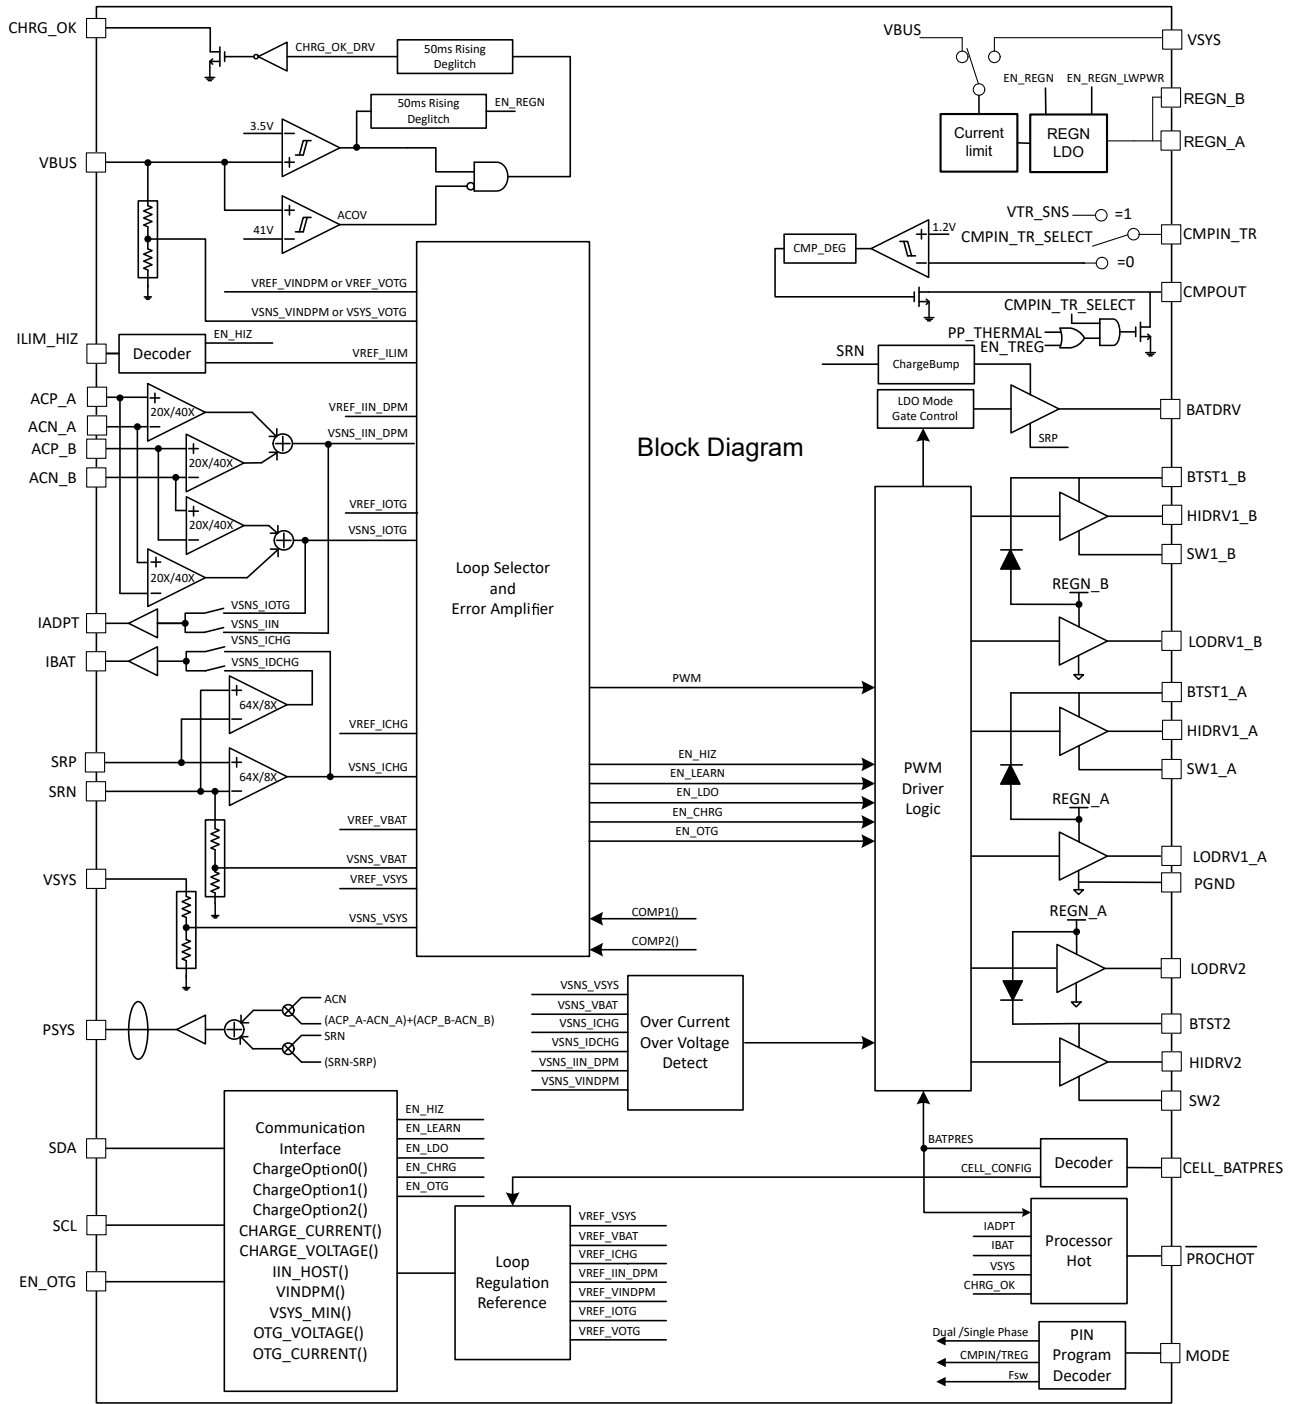 CHRG_OK
CHRG_OK_DRV
50ms Rising
Deglitch
50ms Rising
Deglitch
EN_REGN
3.5V
VBUS
41V
ACOV
VBUS
VSYS
EN_REGN
EN_REGN_LWPWR
REGN_B
Current
limit
REGN
LDO
REGN_A
VTR_SNS
=1
1.2V
CMPIN_TR_SELECT
CMPIN_TR
CMP_DEG
=0
CMPOUT
CMPIN_TR_SELECT
PP_THERMAL
EN_TREG
SRN
ChargeBump
LDO Mode
Gate Control
BATDRV
SRP
VREF_VINDPM or VREF_VOTG
VSNS_VINDPM or VSYS_VOTG
ILIM_HIZ
Decoder
EN_HIZ
VREF_ILIM
ACP_A
ACN_A
ACP_B
ACN_B
20X/40X
20X/40X
20X/40X
20X/40X
VREF_IIN_DPM
VSNS_IIN_DPM
VREF_IOTG
VSNS_IOTG
IADPT
VSNS_IOTG
VSNS_IIN
IBAT
VSNS_ICHG
VSNS_IDCHG
64X/8X
VREF_ICHG
SRP
64X/8X
VSNS_ICHG
SRN
VREF_VBAT
VSNS_VBAT
VSYS
VREF_VSYS
VSNS_VSYS
Block Diagram
Loop Selector
and
Error Amplifier
PWM
EN_HIZ
EN_LEARN
EN_LDO
EN_CHRG
EN_OTG
COMP1()
COMP2()
PWM
Driver
Logic
BTST1_B
HIDRV1_B
SW1_B
REGN_B
LODRV1_B
BTST1_A
HIDRV1_A
SW1_A
REGN_A
LODRV1_A
PGND
REGN_A
LODRV2
BTST2
HIDRV2
SW2
PSYS
ACN
(ACP_A-ACN_A)+(ACP_B-ACN_B)
SRN
(SRN-SRP)
VSNS_VSYS
VSNS_VBAT
VSNS_ICHG
VSNS_IDCHG
VSNS_IIN_DPM
VSNS_VINDPM
Over Current
Over Voltage
Detect
SDA
SCL
EN_OTG
Communication
Interface
ChargeOption0()
ChargeOption1()
ChargeOption2()
CHARGE_CURRENT()
CHARGE_VOLTAGE()
IIN_HOST()
VINDPM()
VSYS_MIN()
OTG_VOLTAGE()
OTG_CURRENT()
EN_HIZ
EN_LEARN
EN_LDO
EN_CHRG
EN_OTG
Loop
Regulation
Reference
VREF_VSYS
VREF_VBAT
VREF_ICHG
VREF_IIN_DPM
VREF_VINDPM
VREF_IOTG
VREF_VOTG
BATPRES
CELL_CONFIG
Decoder
CELL_BATPRES
IADPT
IBAT
VSYS
CHRG_OK
Processor
Hot
PROCHOT
Dual /Single Phase
CMPIN/TREG
Fsw
PIN
Program
Decoder
MODE